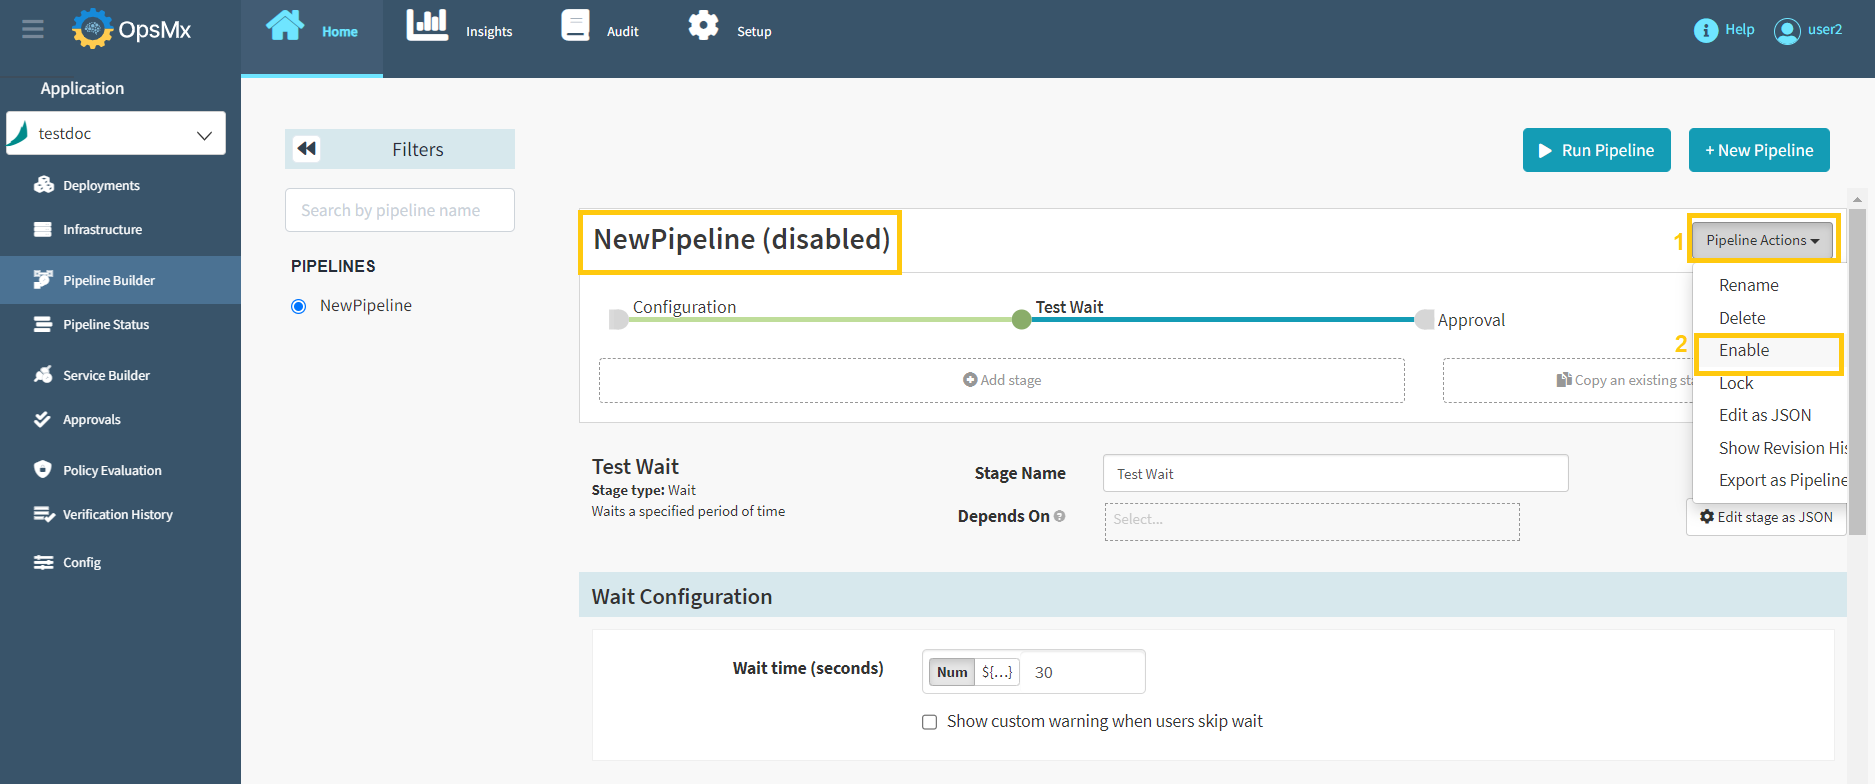 OpsMx
Home
Insights
Audit
Setup
Help
user2
Application
testdoc
Deployments
Infrastructure
Pipeline Builder
Pipeline Status
Service Builder
Approvals
Policy Evaluation
Verification History
Config
Filters
Search by pipeline name
PIPELINES
NewPipeline
Run Pipeline
+ New Pipeline
NewPipeline (disabled)
1
Pipeline Actions
Rename
Delete
2
Enable
Lock
Edit as JSON
Show Revision His
Export as Pipeline
Configuration
Test Wait
Approval
Add stage
Copy an existing sta
Test Wait
Stage type: Wait
Waits a specified period of time
Stage Name
Test Wait
Depends On
Select...
Edit stage as JSON
Wait Configuration
Wait time (seconds)
Num
${...}
30
Show custom warning when users skip wait